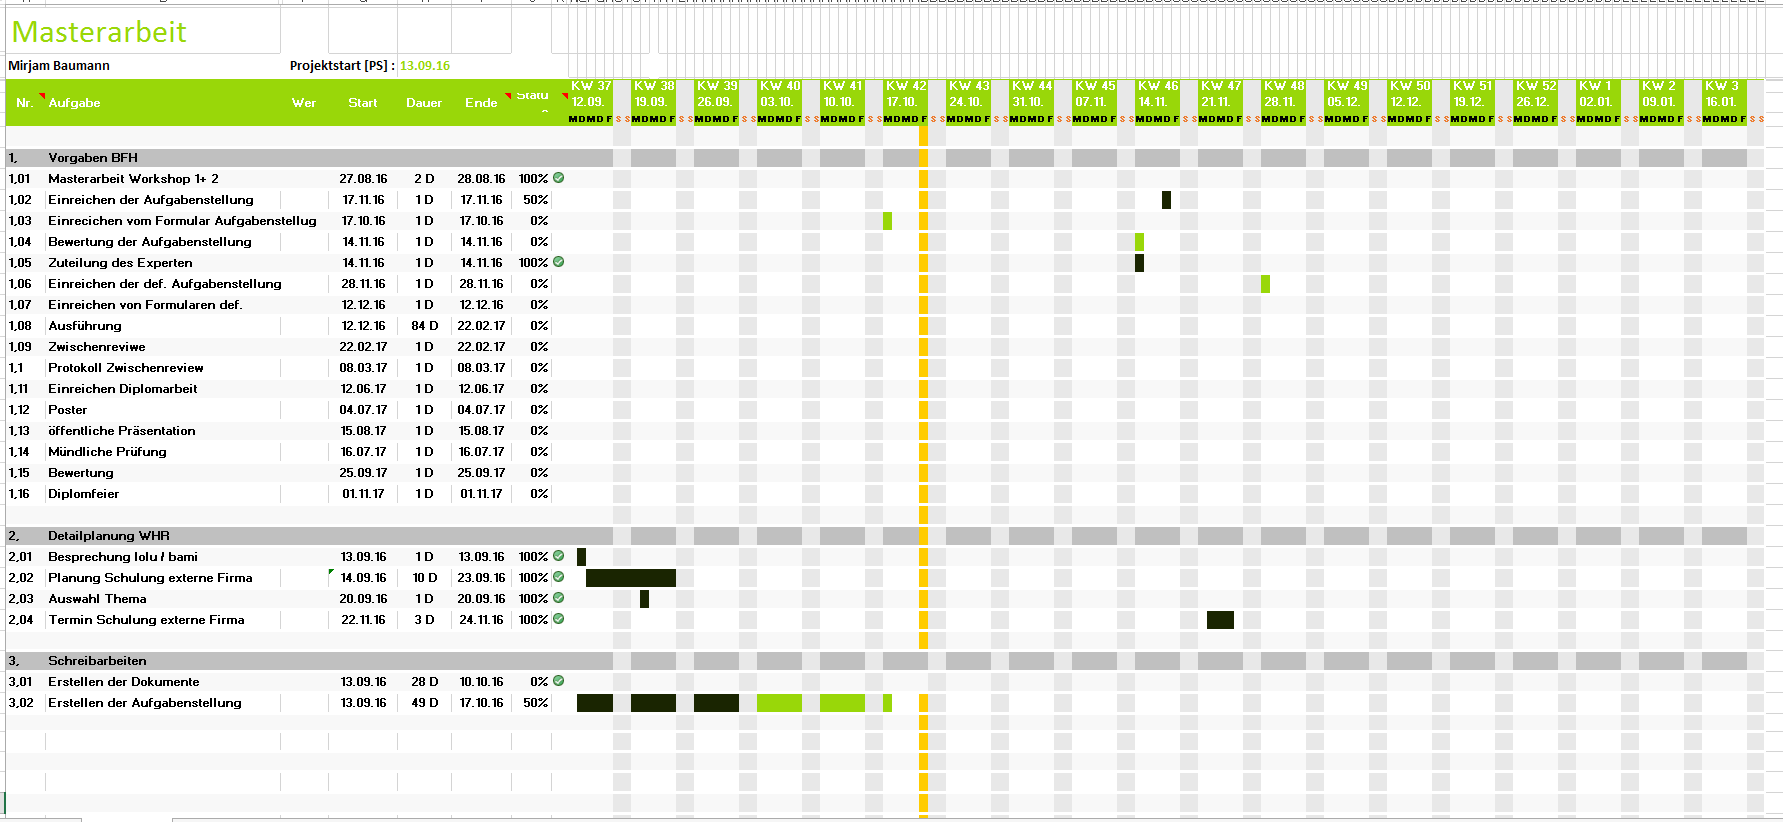 Masterarbeit
Mirjam Baumann Projektstart [PS] : 13.09.16
KW 37 KW 38 KW 39 KW 40 KW 41 KW 42 KW 43 KW 44 KW 45 KW 46 KW 47 KW 48 KW 49 KW 50 KW 51 KW 52 KW 1 KW 2 KW 3
Nr. Aufgabe Wer Start Dauer Ende Statu 12.09. 19.09. 26.09. 03.10. 10.10. 17.10. 24.10. 31.10. 07.11. 14.11. 21.11. 28.11. 05.12. 12.12. 19.12. 26.12. 02.01. 09.01. 16.01.
M D M D F S S M D M D F S S M D M D F S S M D M D F S S M D M D F S S M D M D F S S M D M D F S S M D M D F S S M D M D F S S M D M D F S S M D M D F S S M D M D F S S M D M D F S S M D M D F S S M D M D F S S M D M D F S S M D M D F S S M D M D F S S M D M D F S S
1, Vorgaben BFH
1,01 Masterarbeit Workshop 1+ 2 27.08.16 2 D 28.08.16 100%
1,02 Einreichen der Aufgabenstellung 17.11.16 1 D 17.11.16 50%
1,03 Einrecichen vom Formular Aufgabenstellug 17.10.16 1 D 17.10.16 0%
1,04 Bewertung der Aufgabenstellung 14.11.16 1 D 14.11.16 0%
1,05 Zuteilung des Experten 14.11.16 1 D 14.11.16 100%
1,06 Einreichen der def. Aufgabenstellung 28.11.16 1 D 28.11.16 0%
1,07 Einreichen von Formularen def. 12.12.16 1 D 12.12.16 0%
1,08 Ausführung 12.12.16 84 D 22.02.17 0%
1,09 Zwischenreviwe 22.02.17 1 D 22.02.17 0%
1,1 Protokoll Zwischenreview 08.03.17 1 D 08.03.17 0%
1,11 Einreichen Diplomarbeit 12.06.17 1 D 12.06.17 0%
1,12 Poster 04.07.17 1 D 04.07.17 0%
1,13 öffentliche Präsentation 15.08.17 1 D 15.08.17 0%
1,14 Mündliche Prüfung 16.07.17 1 D 16.07.17 0%
1,15 Bewertung 25.09.17 1 D 25.09.17 0%
1,16 Diplomfeier 01.11.17 1 D 01.11.17 0%
2, Detailplanung WHR
2,01 Besprechung lolu / bami 13.09.16 1 D 13.09.16 100%
2,02 Planung Schulung externe Firma 14.09.16 10 D 23.09.16 100%
2,03 Auswahl Thema 20.09.16 1 D 20.09.16 100%
2,04 Termin Schulung externe Firma 22.11.16 3 D 24.11.16 100%
3, Schreibarbeiten
3,01 Erstellen der Dokumente 13.09.16 28 D 10.10.16 0%
3,02 Erstellen der Aufgabenstellung 13.09.16 49 D 17.10.16 50%